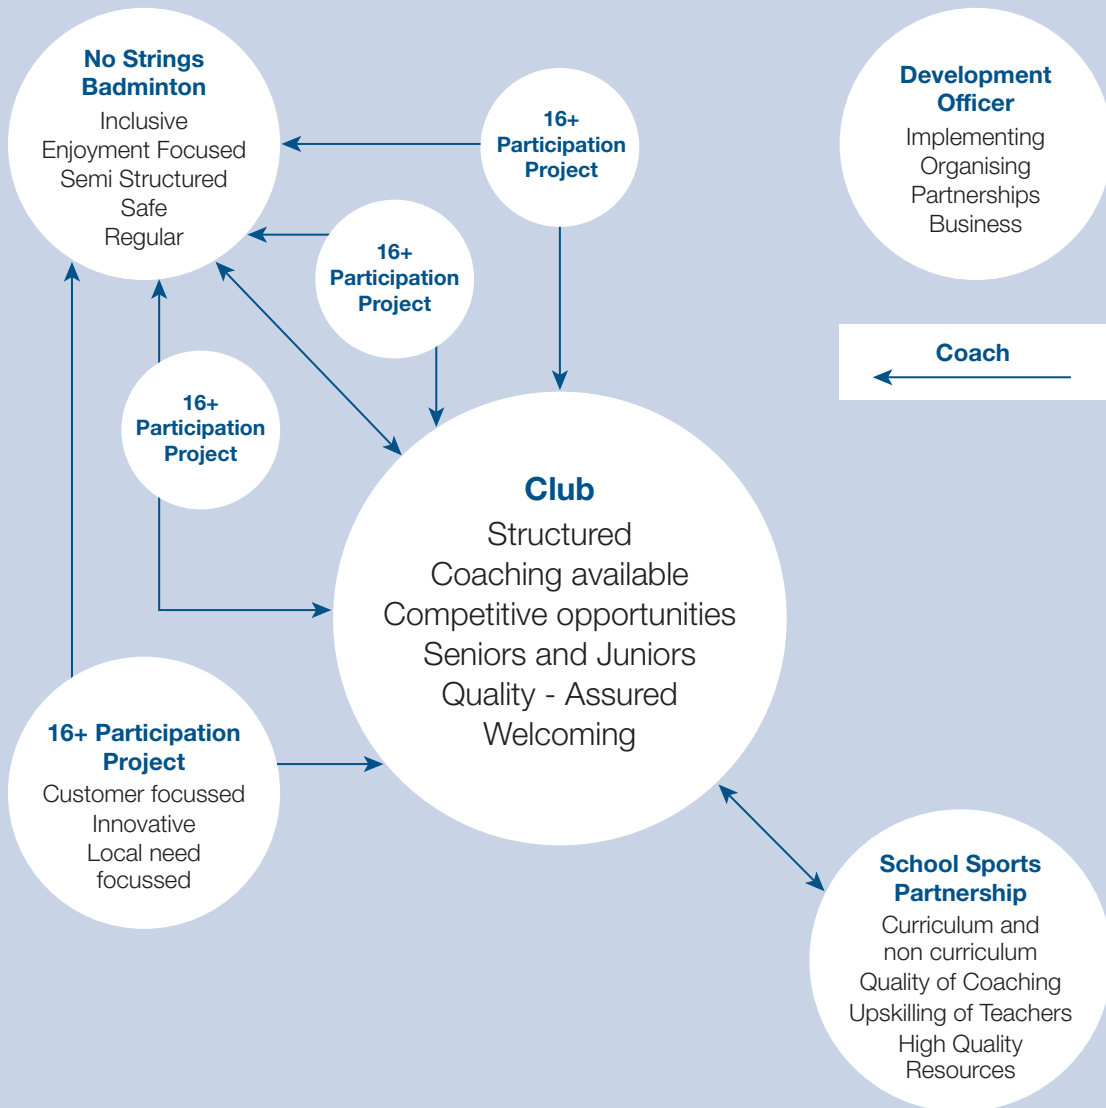 No Strings
Badminton
Inclusive
Enjoyment Focused
Semi Structured
Safe
Regular
16+
Participation
Project
Development
Officer
Implementing
Organising
Partnerships
Business
16+
Participation
Project
Coach
16+
Participation
Project
Club
Structured
Coaching available
Competitive opportunities
Seniors and Juniors
Quality - Assured
Welcoming
16+ Participation
Project
Customer focussed
Innovative
Local need
focussed
School Sports
Partnership
Curriculum and
non curriculum
Quality of Coaching
Upskilling of Teachers
High Quality
Resources